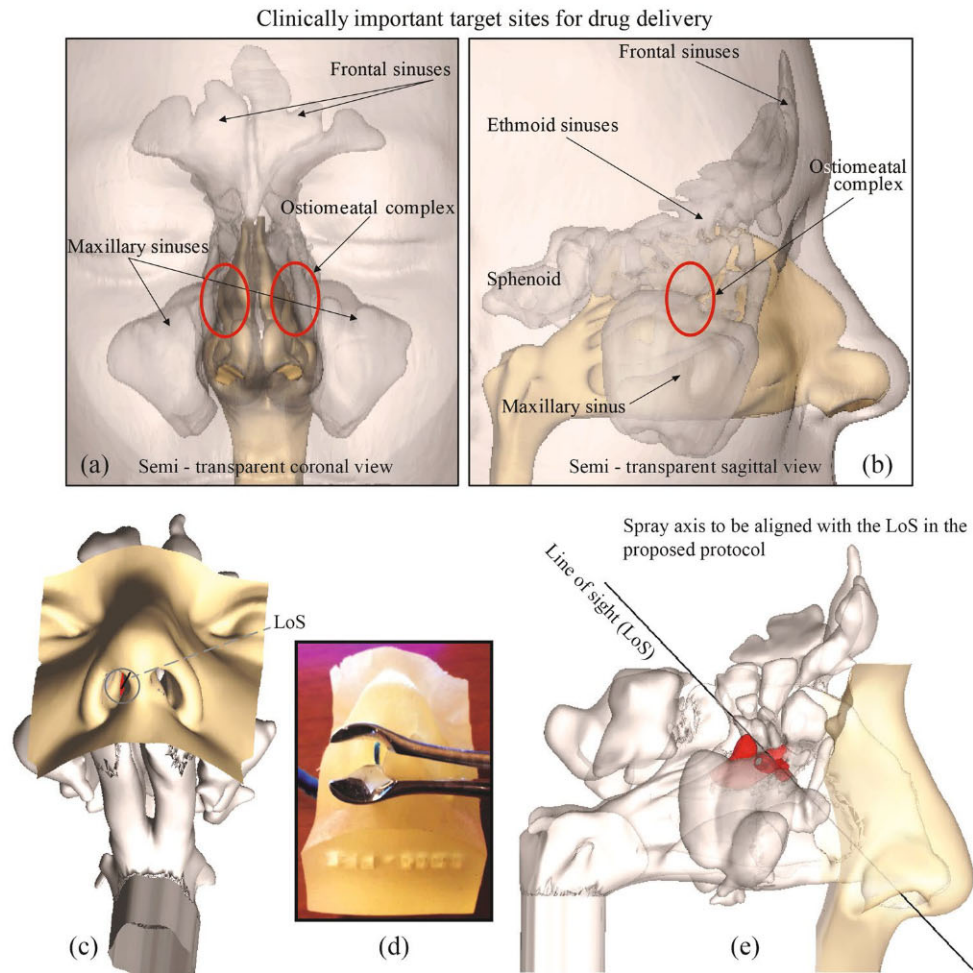 Clinically important target sites for drug delivery
Frontal sinuses
Ostiomeatal complex
Maxillary sinuses
(a)
Semi - transparent coronal view
Frontal sinuses
Ethmoid sinuses
Ostiomeatal
complex
Sphenoid
Maxillary sinus
Semi - transparent sagittal view
(b)
LoS
(c)
(d)
Spray axis to be aligned with the LoS in the
proposed protocol
Line of sight (LoS)
(e)